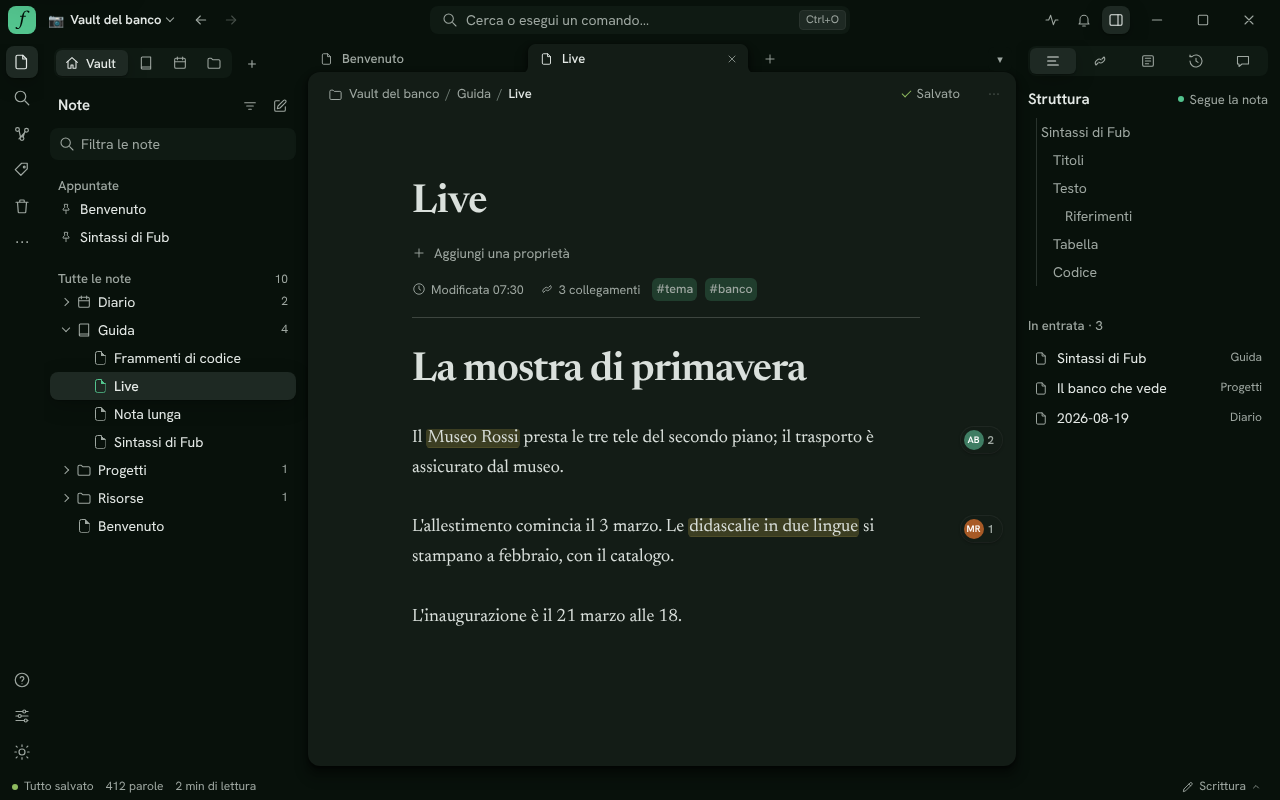 Vault del banco
Cerca o esegui un comando...
Ctrl+O
Vault
Benvenuto
Live
Note
Filtra le note
Appuntate
Benvenuto
Sintassi di Fub
Tutte le note 10
Diario 2
Guida 4
Frammenti di codice
Live
Nota lunga
Sintassi di Fub
Progetti 1
Risorse 1
Benvenuto
Vault del banco / Guida / Live
Salvato
Live
Aggiungi una proprietà
Modificata 07:30 3 collegamenti #tema #banco
La mostra di primavera
Il Museo Rossi presta le tre tele del secondo piano; il trasporto è
assicurato dal museo.
AB 2
L'allestimento comincia il 3 marzo. Le didascalie in due lingue si
stampano a febbraio, con il catalogo.
MR 1
L'inaugurazione è il 21 marzo alle 18.
Struttura
Segue la nota
Sintassi di Fub
Titoli
Testo
Riferimenti
Tabella
Codice
In entrata · 3
Sintassi di Fub Guida
Il banco che vede Progetti
2026-08-19 Diario
Tutto salvato 412 parole 2 min di lettura
Scrittura